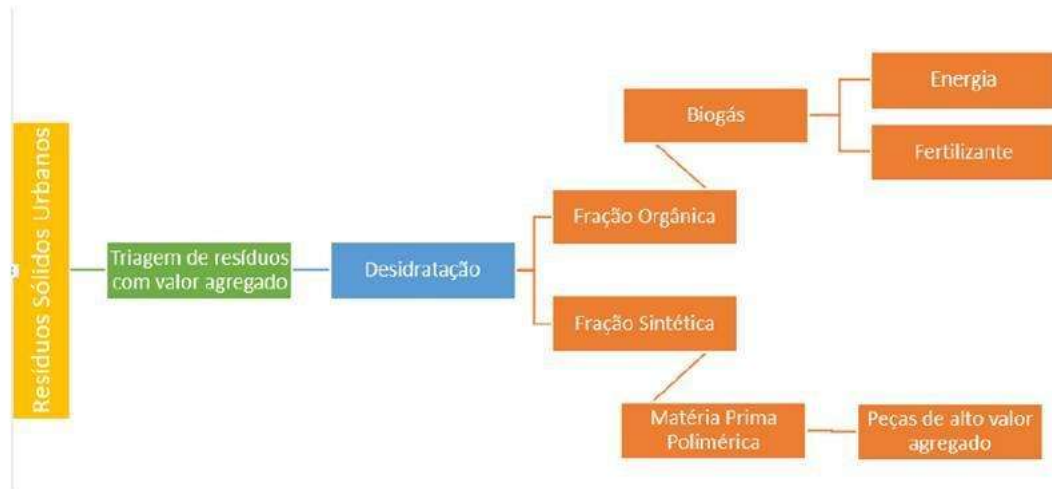 Resíduos Sólidos Urbanos
Triagem de resíduos
com valor agregado
Desidratação
Fração Orgânica
Biogás
Energia
Fertilizante
Fração Sintética
Matéria Prima
Polimérica
Peças de alto valor
agregado